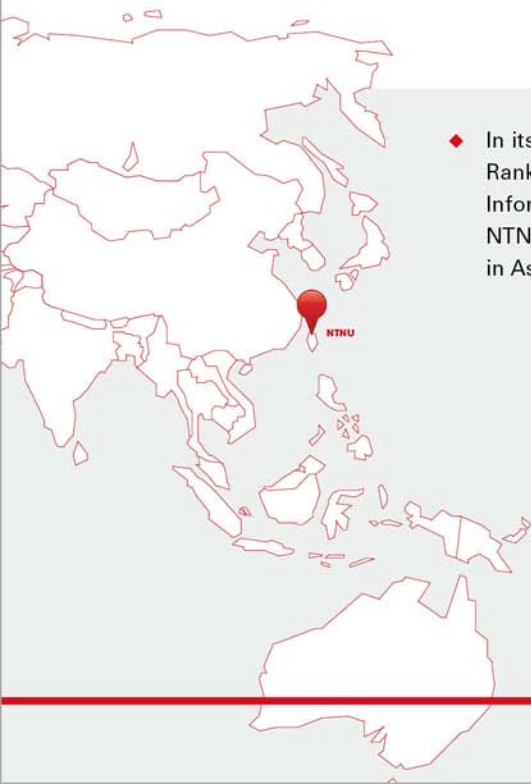 ◆ In its
Rank
Infor
NTN
in As
NTNU